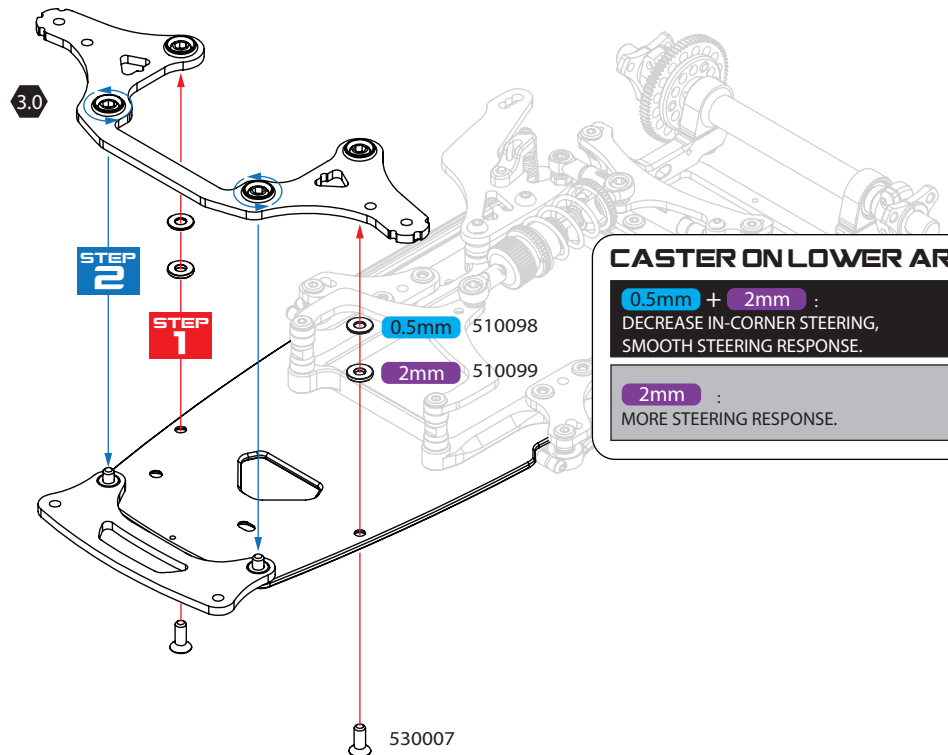 3.0
STEP
2
STEP
1
0.5mm 510098
2mm 510099
530007
CASTER ON LOWER AR
0.5mm + 2mm :
DECREASE IN-CORNER STEERING,
SMOOTH STEERING RESPONSE.
2mm :
MORE STEERING RESPONSE.